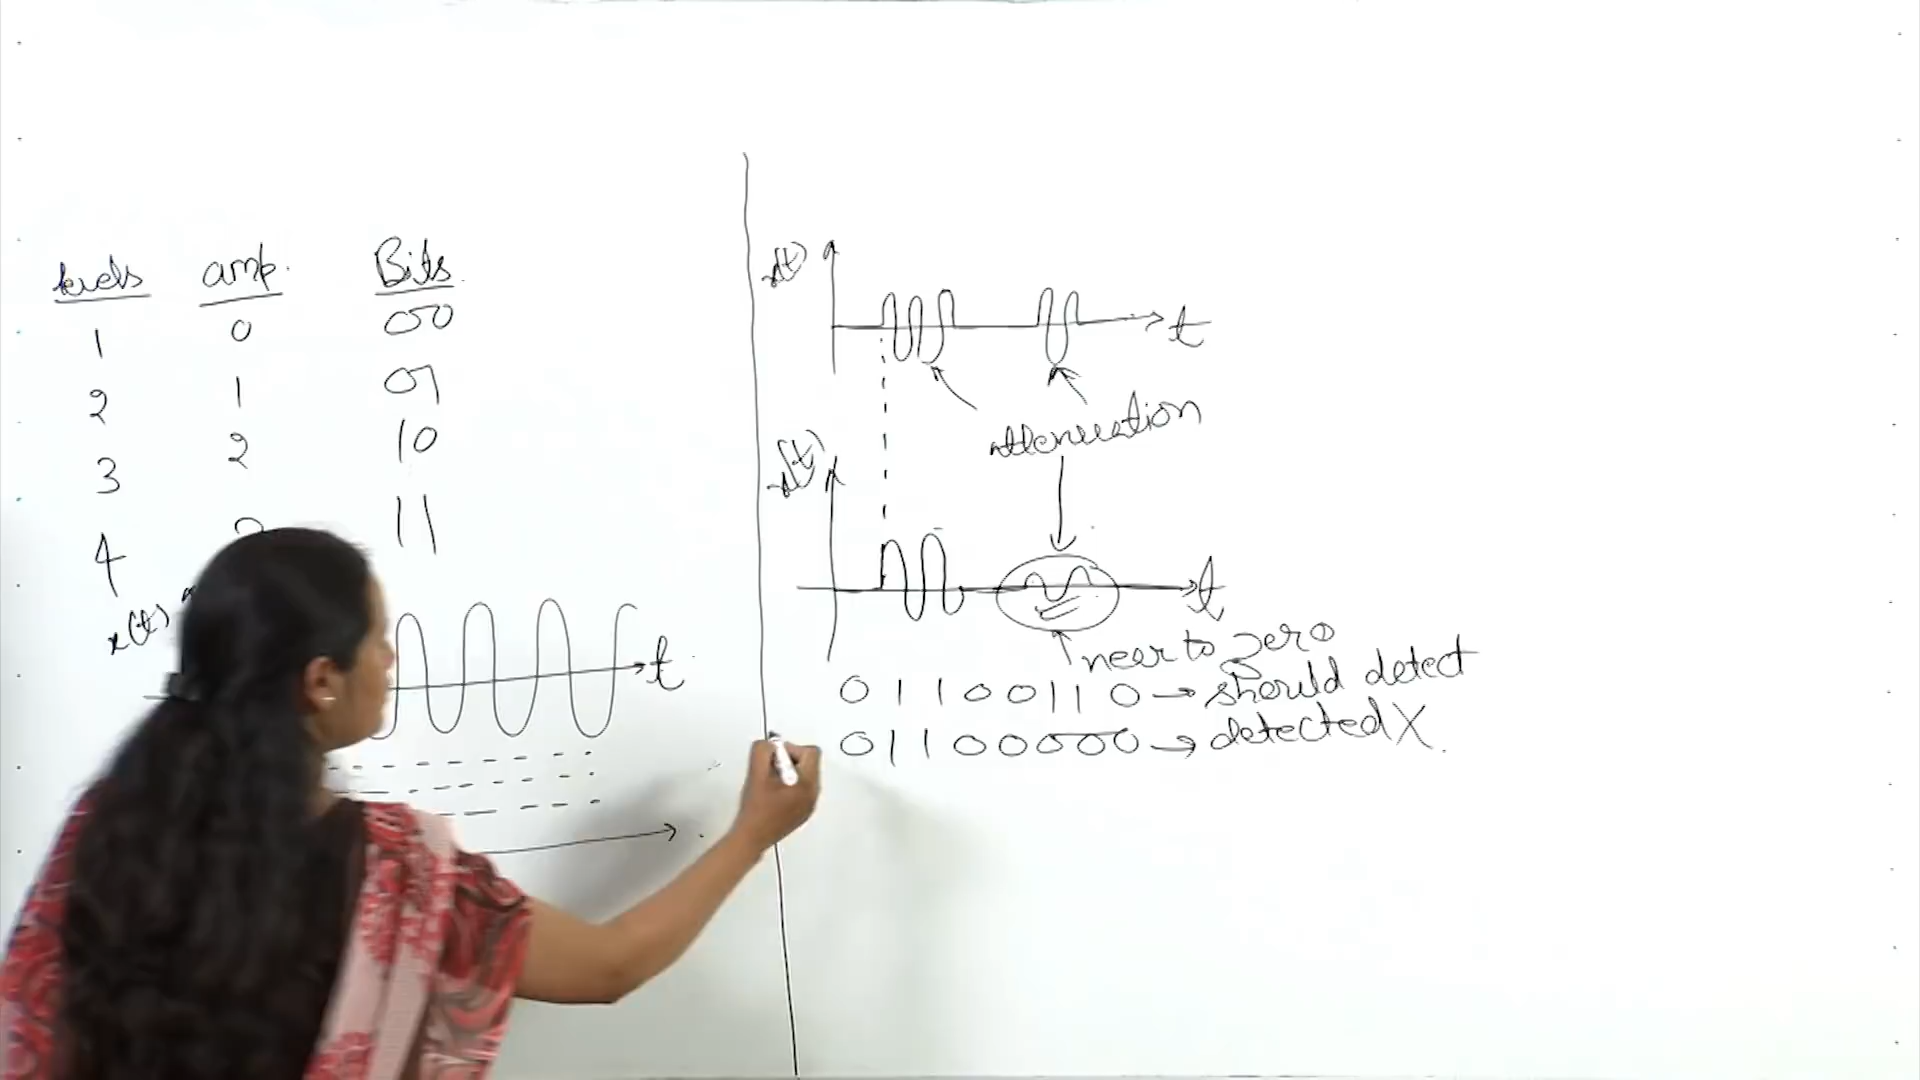 levels amp. Bits
1 0 00
2 1 01
3 2 10
4 11
x(t)
t
x(t)
t
attenuation
x(t)
t
neer to zero
0 1 1 0 0 1 1 0 → should detect
0 1 1 0 0 0 0 0 → detected X.